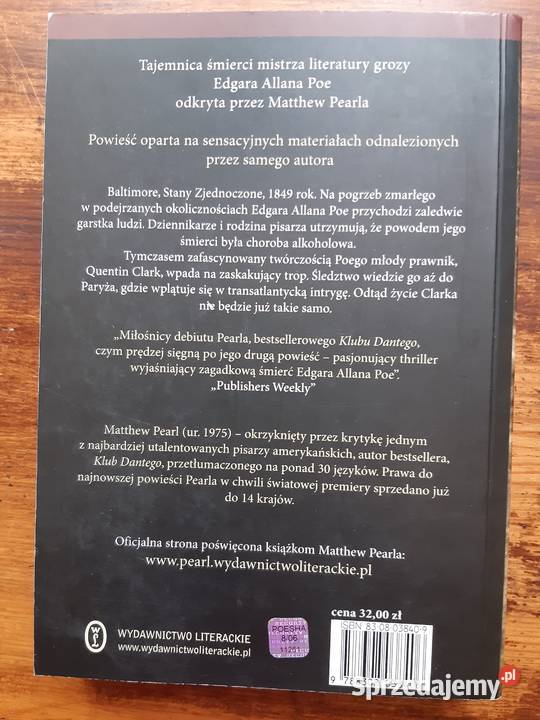 Tajemnica śmierci mistrza literatury grozy
Edgara Allana Poe
odkryta przez Matthew Pearla
Powieść oparta na sensacyjnych materiałach odnalezionych
przez samego autora
Baltimore, Stany Zjednoczone, 1849 rok. Na pogrzeb zmarłego
w podejrzanych okolicznościach Edgara Allana Poe przychodzi zaledwie
garstka ludzi. Dziennikarze i rodzina pisarza utrzymują, że powodem jego
śmierci była choroba alkoholowa.
Tymczasem zafascynowany twórczością Poego młody prawnik,
Quentin Clark, wpada na zaskakujący trop. Śledztwo wiedzie go aż do
Paryża, gdzie wplątuje się w transatlantycką intrygę. Odtąd życie Clarka
nie będzie już takie samo.
„Miłośnicy debiutu Pearla, bestsellerowego Klubu Dantego,
czym prędzej sięgną po jego drugą powieść – pasjonujący thriller
wyjaśniający zagadkową śmierć Edgara Allana Poe”.
„Publishers Weekly”
Matthew Pearl (ur. 1975) – okrzyknięty przez krytykę jednym
z najbardziej utalentowanych pisarzy amerykańskich, autor bestsellera,
Klub Dantego, przetłumaczonego na ponad 30 języków. Prawa do
najnowszej powieści Pearla w chwili światowej premiery sprzedano już
do 14 krajów.
Oficjalna strona poświęcona książkom Matthew Pearla:
www.pearl.wydawnictwoliterackie.pl
cena 32,00 zł
ISBN 83-08-03840-9
WYDAWNICTWO LITERACKIE
www.wydawnictwoliterackie.pl
POESHA
8/06
11251
Sprzedajemy.pl